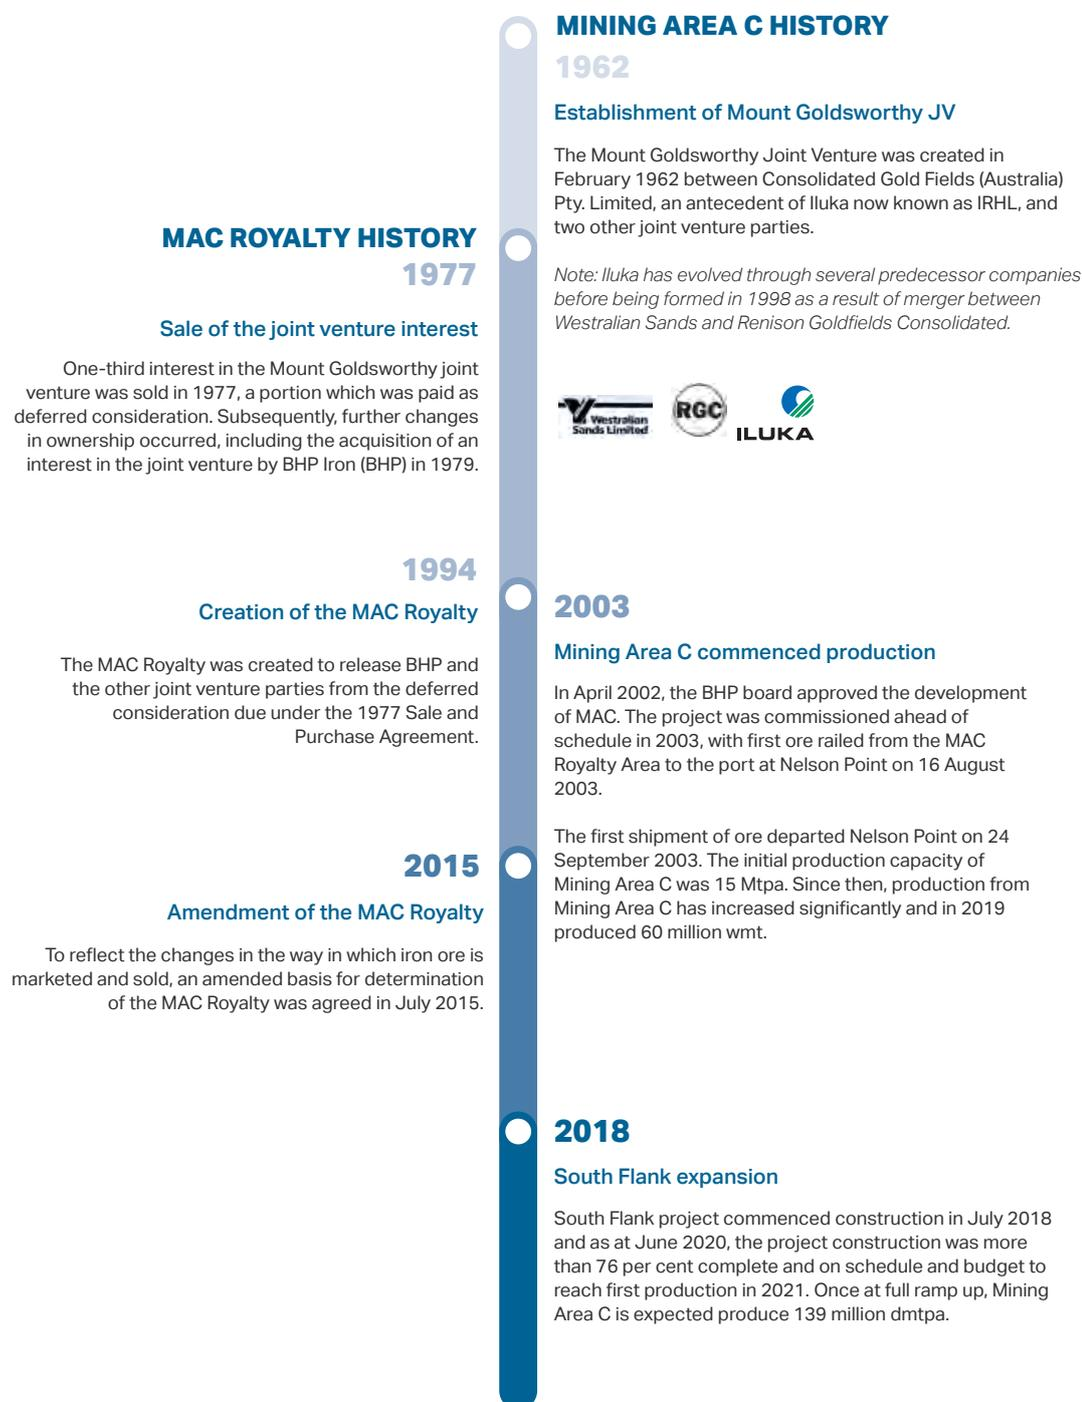 MINING AREA C HISTORY
1962
Establishment of Mount Goldsworthy JV
The Mount Goldsworthy Joint Venture was created in
February 1962 between Consolidated Gold Fields (Australia)
Pty. Limited, an antecedent of Iluka now known as IRHL, and
two other joint venture parties.
Note: Iluka has evolved through several predecessor companies
before being formed in 1998 as a result of merger between
Westralian Sands and Renison Goldfields Consolidated.
Westralian
Sands Limited
RGC
ILUKA
MAC ROYALTY HISTORY
1977
Sale of the joint venture interest
One-third interest in the Mount Goldsworthy joint
venture was sold in 1977, a portion which was paid as
deferred consideration. Subsequently, further changes
in ownership occurred, including the acquisition of an
interest in the joint venture by BHP Iron (BHP) in 1979.
1994
Creation of the MAC Royalty
The MAC Royalty was created to release BHP and
the other joint venture parties from the deferred
consideration due under the 1977 Sale and
Purchase Agreement.
2003
Mining Area C commenced production
In April 2002, the BHP board approved the development
of MAC. The project was commissioned ahead of
schedule in 2003, with first ore railed from the MAC
Royalty Area to the port at Nelson Point on 16 August
2003.
The first shipment of ore departed Nelson Point on 24
September 2003. The initial production capacity of
Mining Area C was 15 Mtpa. Since then, production from
Mining Area C has increased significantly and in 2019
produced 60 million wmt.
2015
Amendment of the MAC Royalty
To reflect the changes in the way in which iron ore is
marketed and sold, an amended basis for determination
of the MAC Royalty was agreed in July 2015.
2018
South Flank expansion
South Flank project commenced construction in July 2018
and as at June 2020, the project construction was more
than 76 per cent complete and on schedule and budget to
reach first production in 2021. Once at full ramp up, Mining
Area C is expected produce 139 million dmtpa.